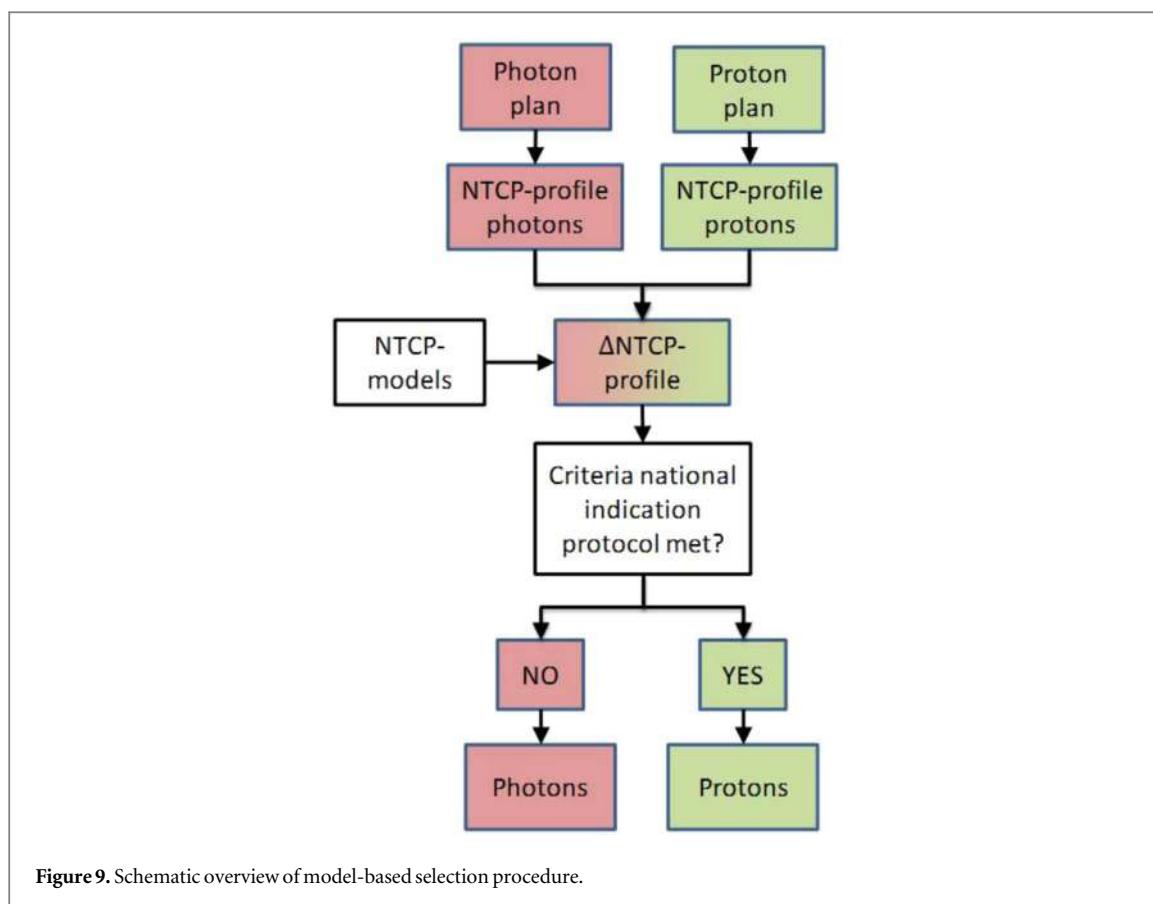 Photon
plan
Proton
plan
NTCP-profile
photons
NTCP-profile
protons
NTCP-
models
ΔNTCP-
profile
Criteria national
indication
protocol met?
NO
YES
Photons
Protons
Figure 9. Schematic overview of model-based selection procedure.